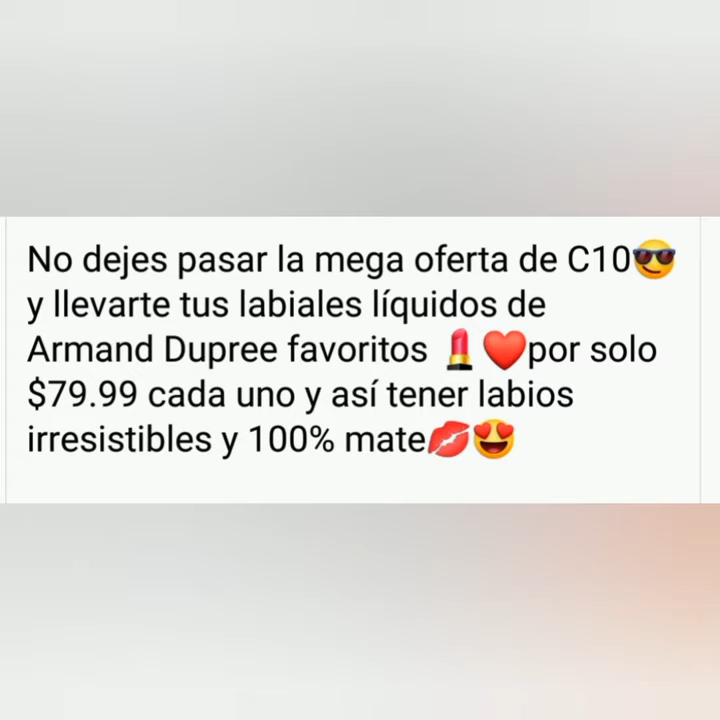 No dejes pasar la mega oferta de C10😎
y llevarte tus labiales líquidos de
Armand Dupree favoritos 💄❤️por solo
$79.99 cada uno y así tener labios
irresistibles y 100% mate💋😍